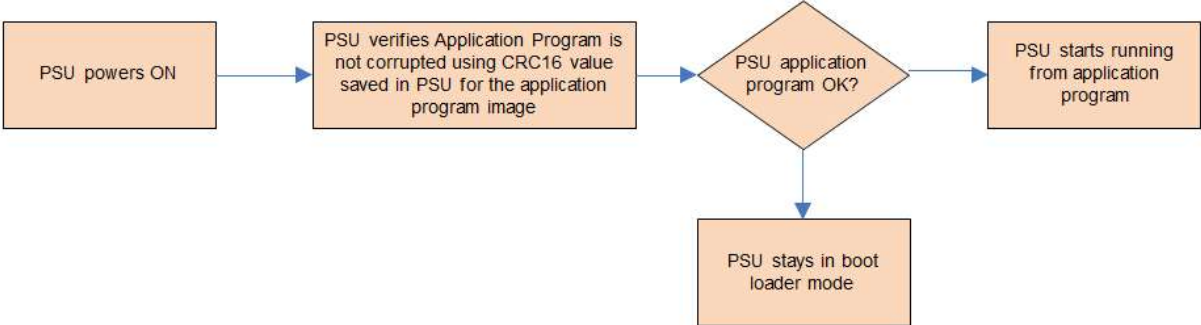 PSU powers ON
PSU verifies Application Program is
not corrupted using CRC16 value
saved in PSU for the application
program image
PSU application
program OK?
PSU starts running
from application
program
PSU stays in boot
loader mode